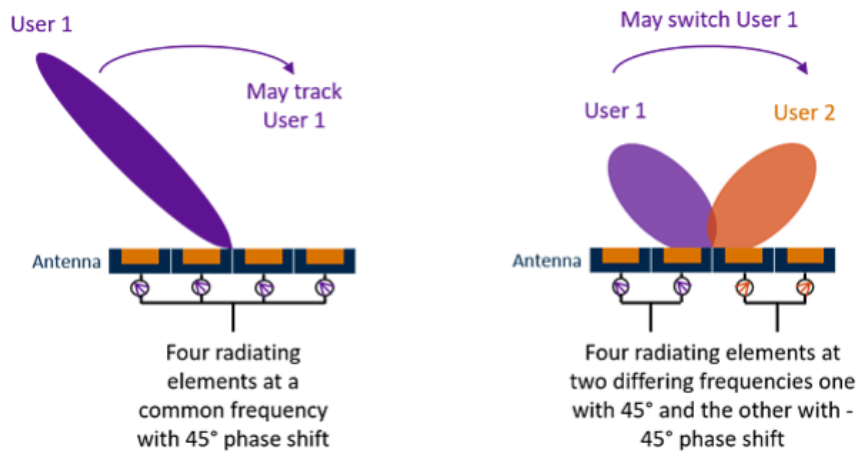 User 1
May track
User 1
Antenna
Four radiating
elements at a
common frequency
with 45° phase shift
May switch User 1
User 1
User 2
Antenna
Four radiating elements at
two differing frequencies one
with 45° and the other with -
45° phase shift